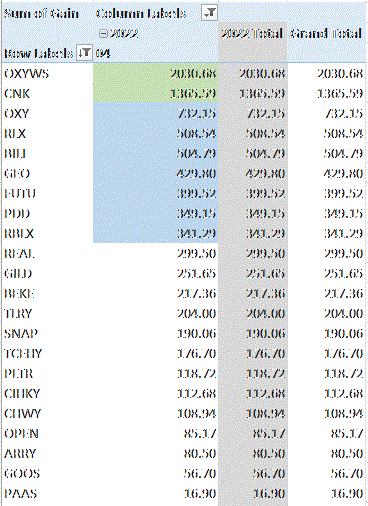 Sum of Gain Column Labels
2022 2022 Total Grand Total
Row Labels 04
OXYWS 2030.68 2030.68 2030.68
CNK 1365.59 1365.59 1365.59
OXY 732.15 732.15 732.15
RLX 508.54 508.54 508.54
BILI 504.79 504.79 504.79
GEO 429.80 429.80 429.80
FUTU 399.52 399.52 399.52
PDD 349.15 349.15 349.15
RBLX 341.29 341.29 341.29
REAL 299.50 299.50 299.50
GILD 251.65 251.65 251.65
BEKE 217.36 217.36 217.36
TLRY 204.00 204.00 204.00
SNAP 190.06 190.06 190.06
TCEHY 176.70 176.70 176.70
PLTR 118.72 118.72 118.72
CIHKY 112.68 112.68 112.68
CHWY 108.94 108.94 108.94
OPEN 85.17 85.17 85.17
ARRY 80.50 80.50 80.50
GOOS 56.70 56.70 56.70
PAAS 16.90 16.90 16.90